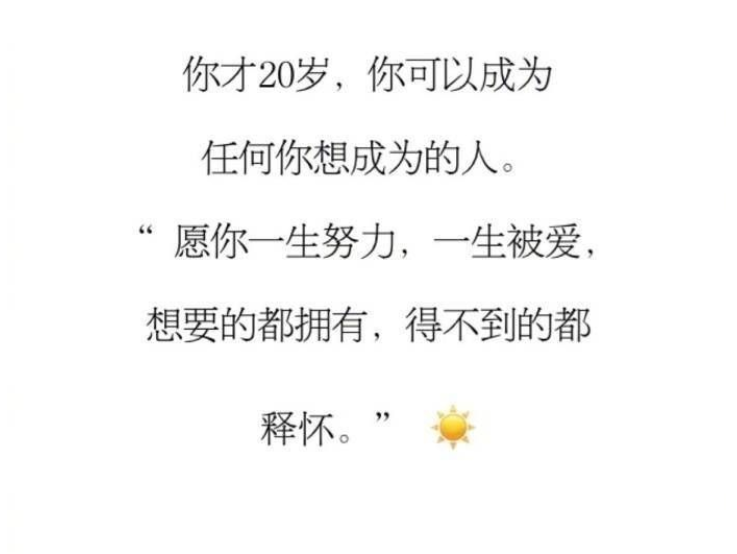 你才20岁，你可以成为
任何你想成为的人。
“愿你一生努力，一生被爱，
想要的都拥有，得不到的都
释怀。” ☀️